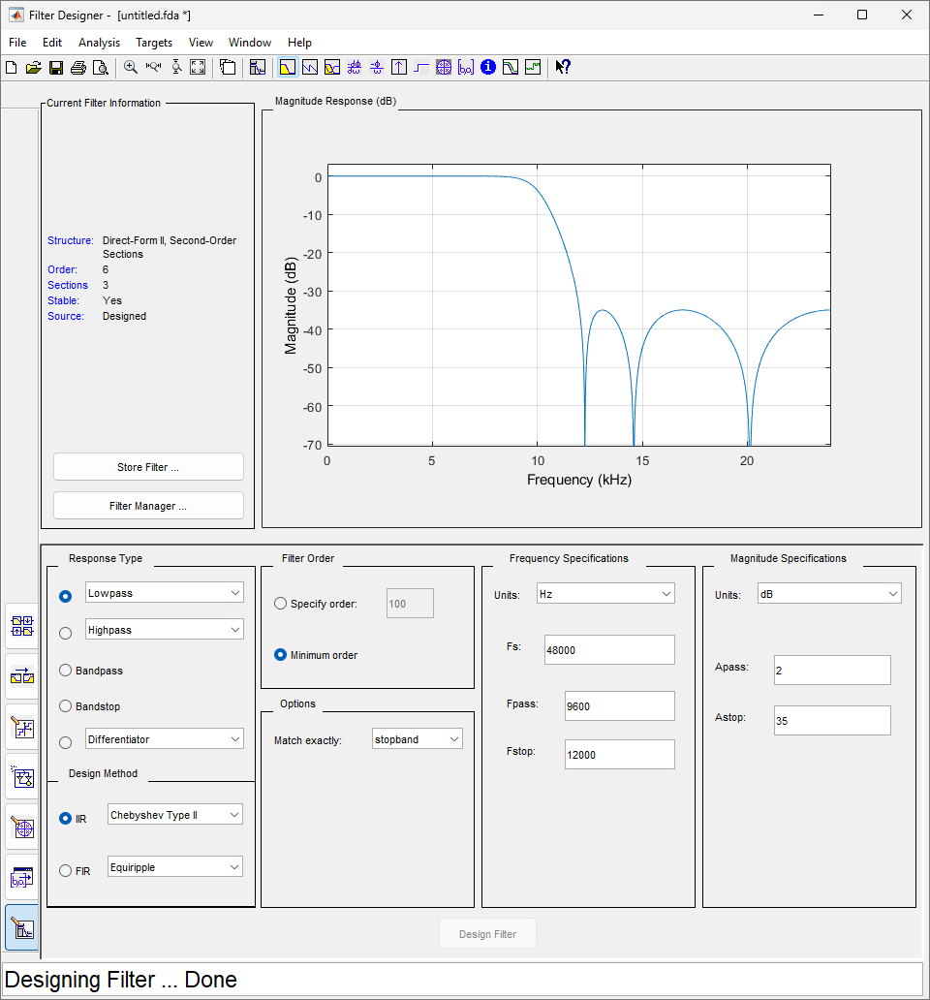 Filter Designer - [untitled.fda *]
File Edit Analysis Targets View Window Help
Current Filter Information
Structure: Direct-Form II, Second-Order
Sections
Order: 6
Sections 3
Stable: Yes
Source: Designed
Store Filter ...
Filter Manager ...
Magnitude Response (dB)
Magnitude (dB)
0
-10
-20
-30
-40
-50
-60
-70
0 5 10 15 20
Frequency (kHz)
Response Type
Lowpass
Highpass
Bandpass
Bandstop
Differentiator
Design Method
IIR Chebyshev Type II
FIR Equiripple
Filter Order
Specify order: 100
Minimum order
Options
Match exactly: stopband
Frequency Specifications
Units: Hz
Fs: 48000
Fpass: 9600
Fstop: 12000
Magnitude Specifications
Units: dB
Apass: 2
Astop: 35
Design Filter
Designing Filter ... Done